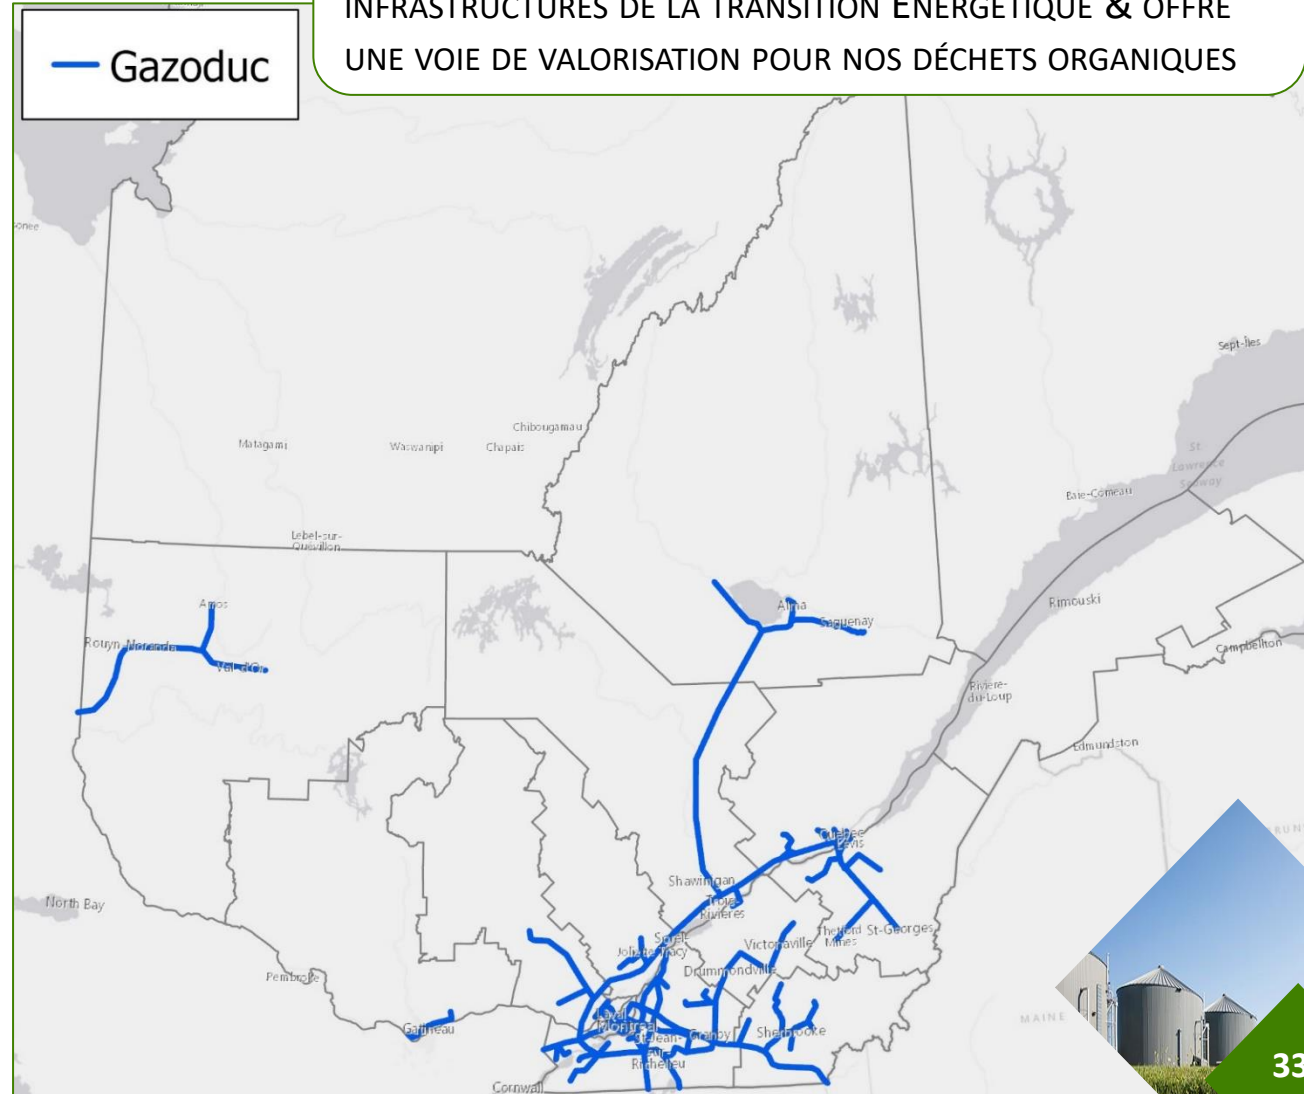 INFRASTRUCTURES DE LA TRANSITION ÉNERGÉTIQUE & OFFRE
UNE VOIE DE VALORISATION POUR NOS DÉCHETS ORGANIQUES
Gazoduc
Sept-Îles
Chibougamau
Matagami
Waswanipi
Chapais
St
Lawrence
Seaway
Baie-Comeau
Lebel-sur-
Quévillon
Amos
Alma
Rimouski
Saguenay
Rouyn-Noranda
Val-d'Or
Campbellton
Rivière-
du-Loup
Edmundston
Québec
Lévis
Shawinigan
Trois-
Rivières
North Bay
Thetford
Mines
St-Georges
Sorel-
Tracy
Joliette
Victoriaville
Drummondville
Pembroke
Laval
Montréal
Gatineau
Granby
Sherbrooke
St-Jean-
sur-
Richelieu
MAINE
Cornwall
33